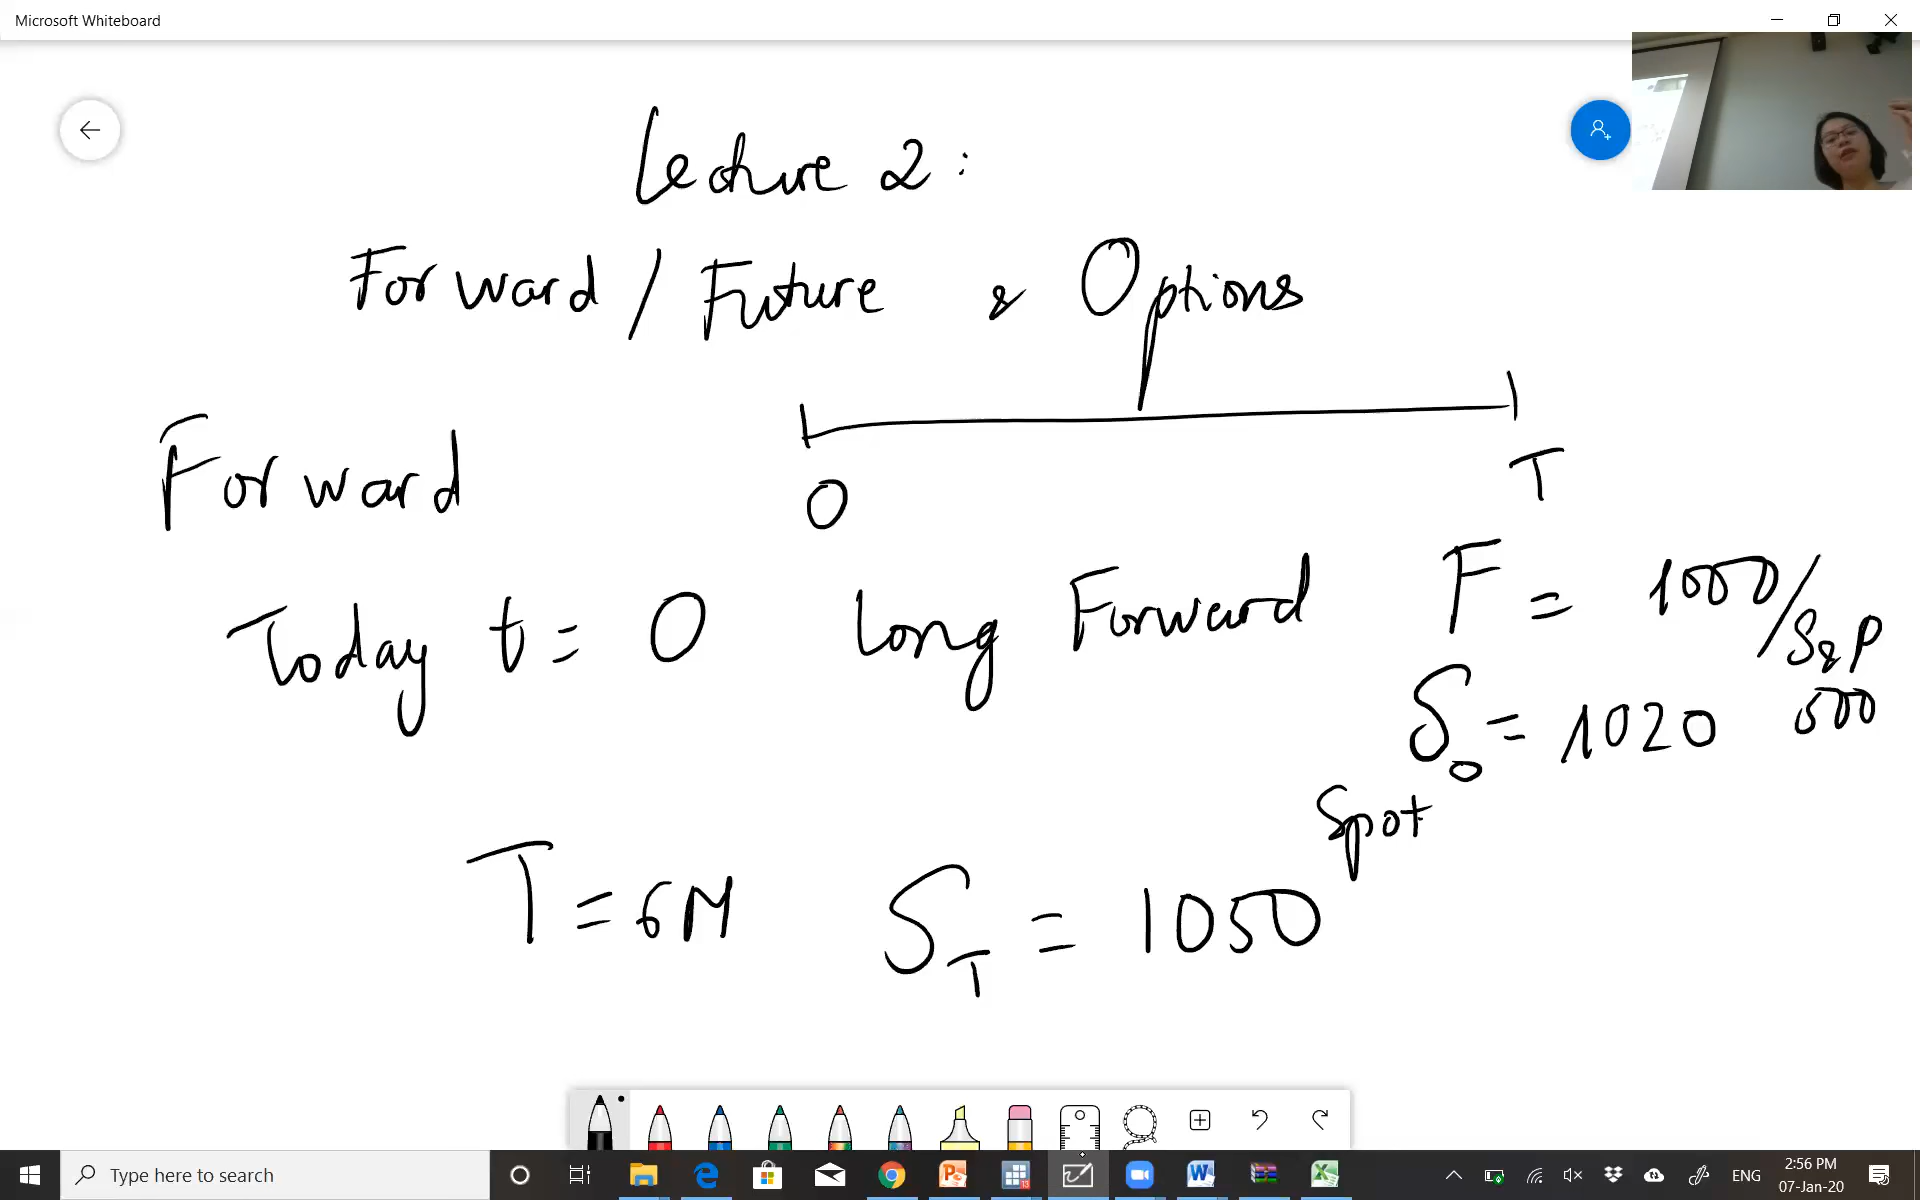 Microsoft Whiteboard
Lecture 2:
Forward / Future & Options
Forward
0 T
Today t = 0 long Forward F = 1000/S&P 500
S0 = 1020
Spot
T = 6M ST = 1050
Type here to search
ENG
2:56 PM
07-Jan-20
13